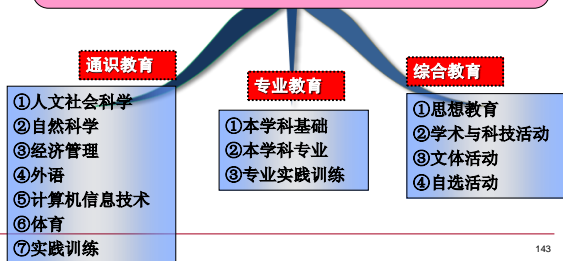 通识教育
①人文社会科学
②自然科学
③经济管理
④外语
⑤计算机信息技术
⑥体育
⑦实践训练
专业教育
①本学科基础
②本学科专业
③专业实践训练
综合教育
①思想教育
②学术与科技活动
③文体活动
④自选活动
143